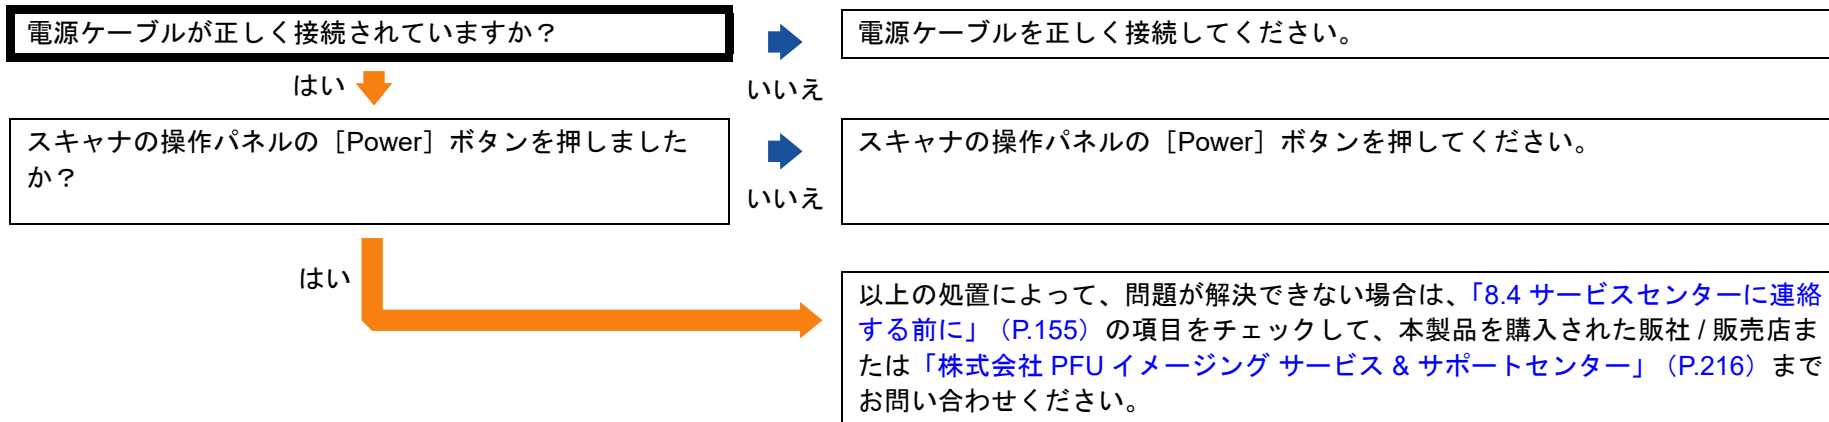 電源ケーブルが正しく接続されていますか？
電源ケーブルを正しく接続してください。
はい
いいえ
スキャナの操作パネルの［Power］ボタンを押しました
か？
スキャナの操作パネルの［Power］ボタンを押してください。
いいえ
はい
以上の処置によって、問題が解決できない場合は、「8.4 サービスセンターに連絡
する前に」（P.155）の項目をチェックして、本製品を購入された販社 / 販売店ま
たは「株式会社 PFU イメージング サービス & サポートセンター」（P.216）まで
お問い合わせください。